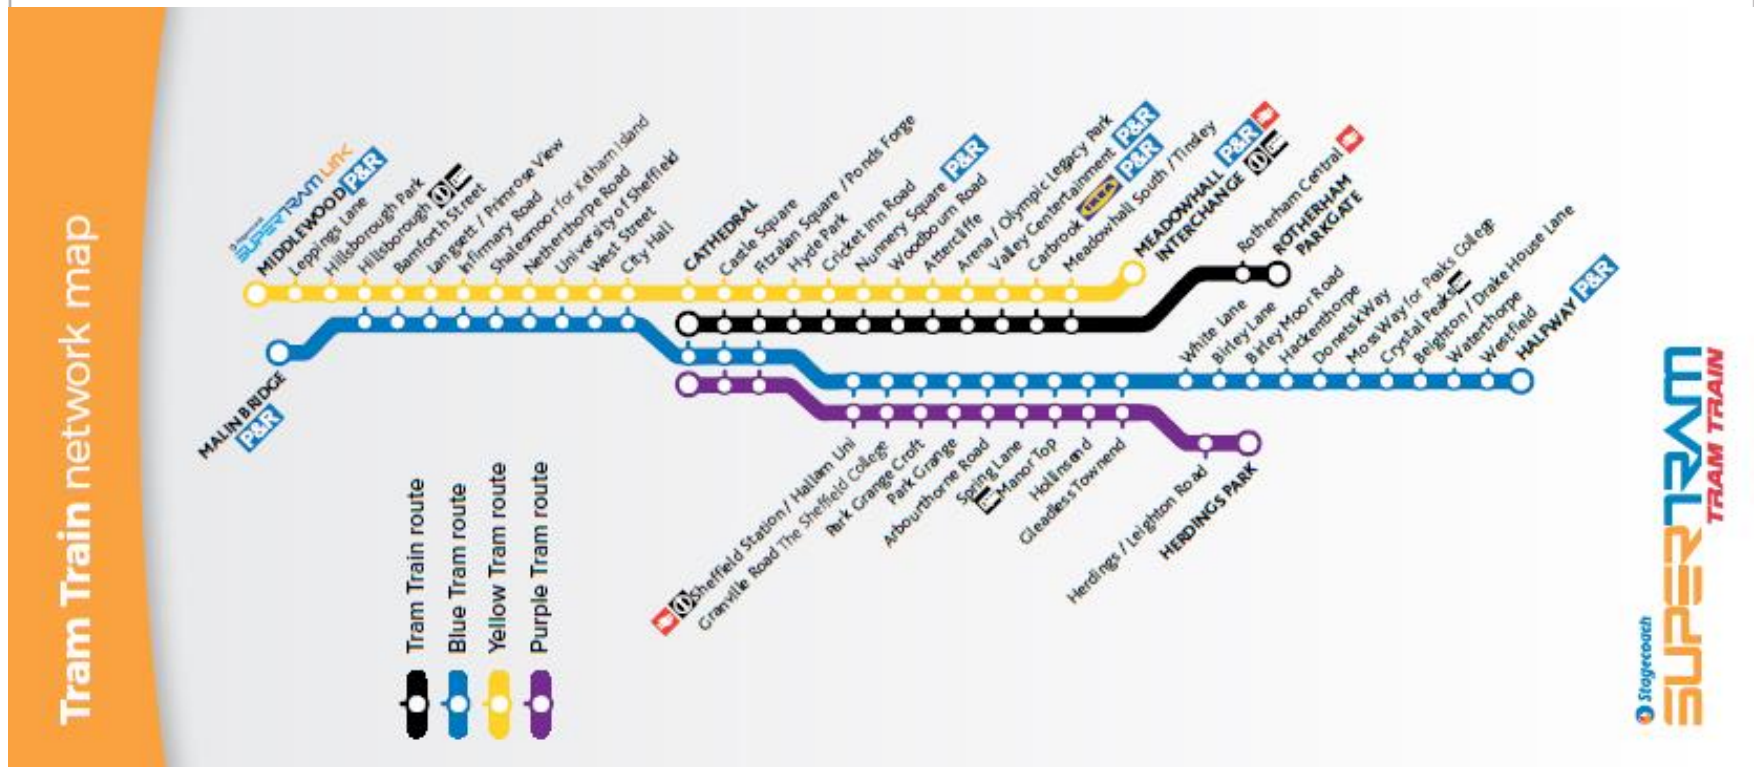 Tram Train network map
Stagecoach
SUPERTRAM LINK
MIDDLEWOOD P&R
Leppings Lane
Hillsborough Park
Hillsborough
Bamforth Street
Langsett / Primrose View
Infirmary Road
Shalesmoor for Kelham Island
Netherthorpe Road
University of Sheffield
West Street
City Hall
CATHEDRAL
Castle Square
Fitzalan Square / Ponds Forge
Hyde Park
Cricket Inn Road
Nunnery Square P&R
Woodbourn Road
Attercliffe
Arena / Olympic Legacy Park
Valley Centertainment P&R
Carbrook IKEA P&R
Meadowhall South / Tinsley
MEADOWHALL P&R
INTERCHANGE
Rotherham Central
ROTHERHAM
PARKGATE
MALIN BRIDGE
P&R
White Lane
Birley Lane
Birley Moor Road
Hackenthorpe
Donetsk Way
Moss Way for Peaks College
Crystal Peaks
Beighton / Drake House Lane
Waterthorpe
Westfield
HALFWAY P&R
Sheffield Station / Hallam Uni
Granville Road The Sheffield College
Park Grange Croft
Park Grange
Arbourthorne Road
Spring Lane
Manor Top
Hollinsend
Gleadless Townend
Herdings / Leighton Road
HERDINGS PARK
Tram Train route
Blue Tram route
Yellow Tram route
Purple Tram route
Stagecoach
SUPERTRAM
TRAM TRAIN